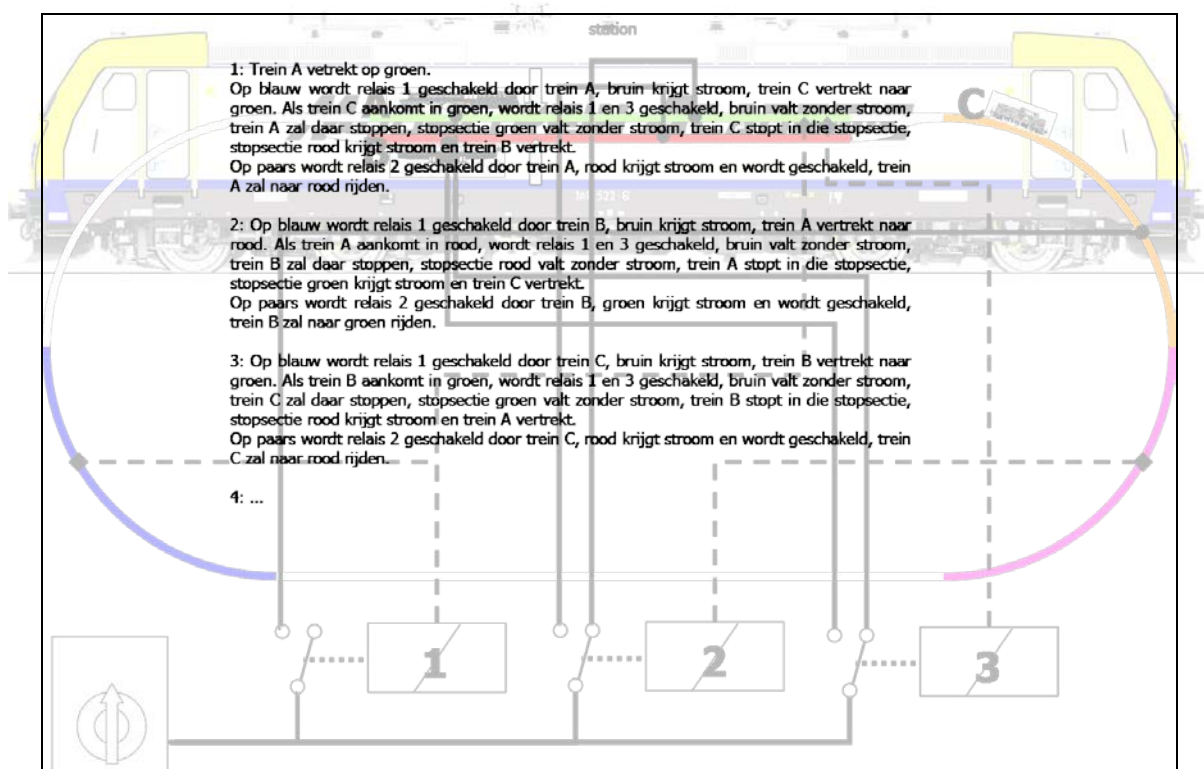 station
1: Trein A vetrekt op groen.
Op blauw wordt relais 1 geschakeld door trein A, bruin krijgt stroom, trein C vertrekt naar
groen. Als trein C aankomt in groen, wordt relais 1 en 3 geschakeld, bruin valt zonder stroom,
trein A zal daar stoppen, stopsectie groen valt zonder stroom, trein C stopt in die stopsectie,
stopsectie rood krijgt stroom en trein B vertrekt.
Op paars wordt relais 2 geschakeld door trein A, rood krijgt stroom en wordt geschakeld, trein
A zal naar rood rijden.
2: Op blauw wordt relais 1 geschakeld door trein B, bruin krijgt stroom, trein A vertrekt naar
rood. Als trein A aankomt in rood, wordt relais 1 en 3 geschakeld, bruin valt zonder stroom,
trein B zal daar stoppen, stopsectie rood valt zonder stroom, trein A stopt in die stopsectie,
stopsectie groen krijgt stroom en trein C vertrekt.
Op paars wordt relais 2 geschakeld door trein B, groen krijgt stroom en wordt geschakeld,
trein B zal naar groen rijden.
3: Op blauw wordt relais 1 geschakeld door trein C, bruin krijgt stroom, trein B vertrekt naar
groen. Als trein B aankomt in groen, wordt relais 1 en 3 geschakeld, bruin valt zonder stroom,
trein C zal daar stoppen, stopsectie groen valt zonder stroom, trein B stopt in die stopsectie,
stopsectie rood krijgt stroom en trein A vertrekt.
Op paars wordt relais 2 geschakeld door trein C, rood krijgt stroom en wordt geschakeld, trein
C zal naar rood rijden.
4: ...
A
C
1
2
3